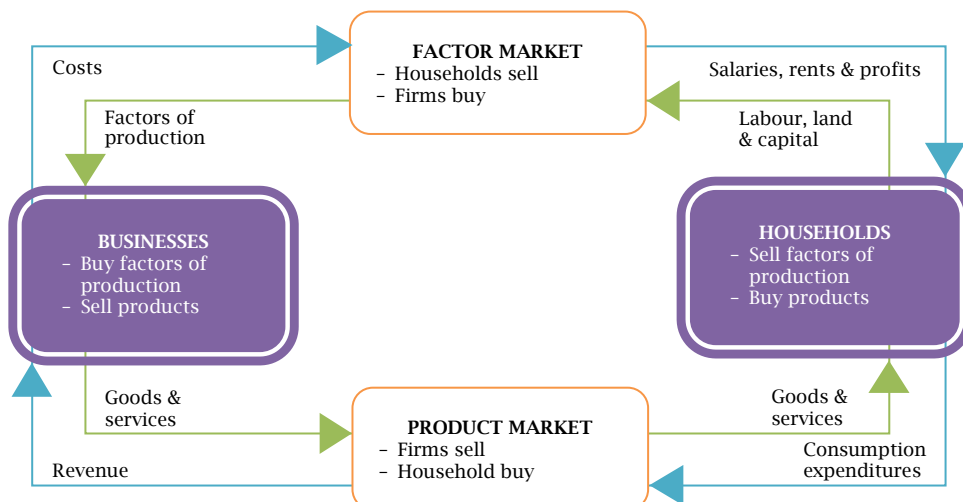 FACTOR MARKET
– Households sell
– Firms buy
Costs
Salaries, rents & profits
Factors of
production
Labour, land
& capital
BUSINESSES
– Buy factors of
production
– Sell products
HOUSEHOLDS
– Sell factors of
production
– Buy products
Goods &
services
PRODUCT MARKET
– Firms sell
– Household buy
Goods &
services
Revenue
Consumption
expenditures